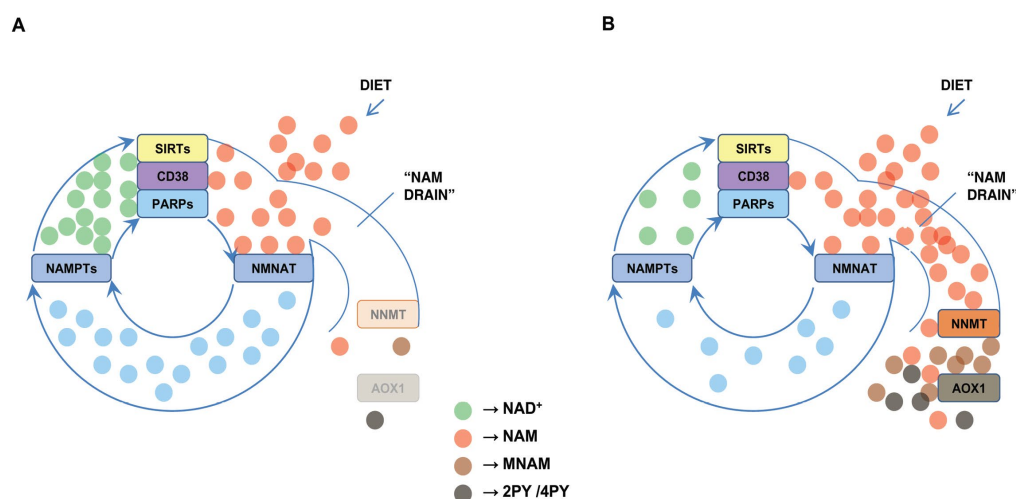 A
DIET
SIRTs
CD38
PARPs
"NAM
DRAIN"
NAMPTs
NMNAT
NNMT
AOX1
B
DIET
SIRTs
CD38
PARPs
"NAM
DRAIN"
NAMPTs
NMNAT
NNMT
AOX1
→ NAD⁺
→ NAM
→ MNAM
→ 2PY /4PY